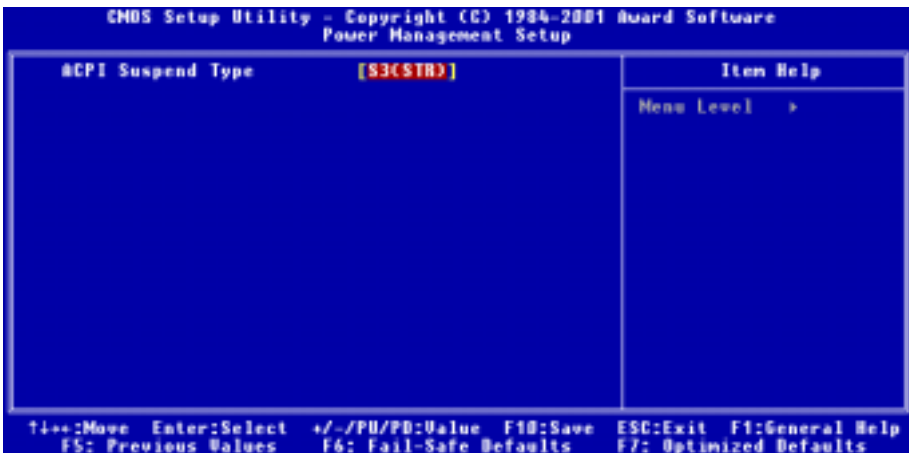 CMOS Setup Utility - Copyright (C) 1984-2001 Award Software
Power Management Setup
ACPI Suspend Type [S3(STR)]
Item Help
Menu Level ▸
↑↓→←:Move Enter:Select +/-/PU/PD:Value F10:Save ESC:Exit F1:General Help
F5: Previous Values F6: Fail-Safe Defaults F7: Optimized Defaults